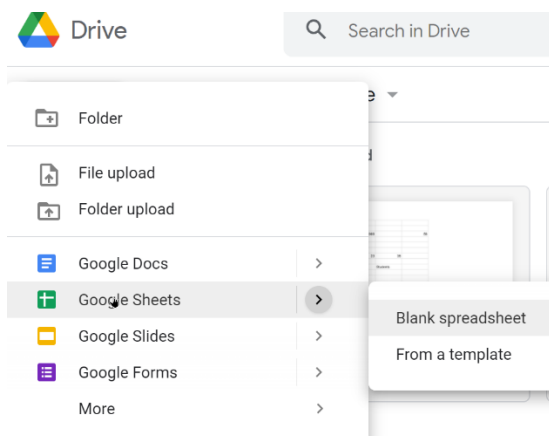 Drive
Search in Drive
Folder
File upload
Folder upload
Google Docs
Google Sheets
Blank spreadsheet
From a template
Google Slides
Google Forms
More